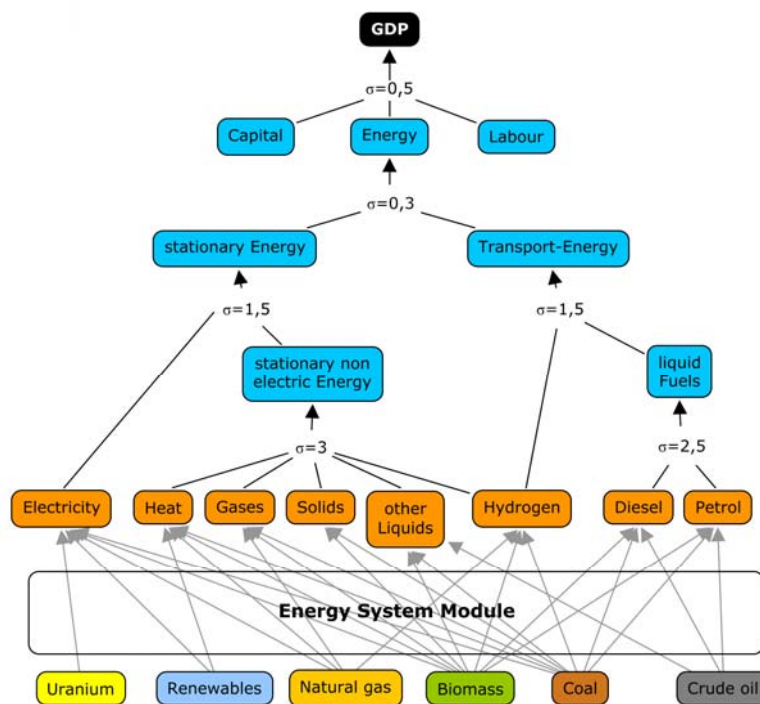 GDP
σ=0,5
Capital
Energy
Labour
σ=0,3
stationary Energy
Transport-Energy
σ=1,5
σ=1,5
stationary non
electric Energy
liquid
Fuels
σ=3
σ=2,5
Electricity
Heat
Gases
Solids
other
Liquids
Hydrogen
Diesel
Petrol
Energy System Module
Uranium
Renewables
Natural gas
Biomass
Coal
Crude oil